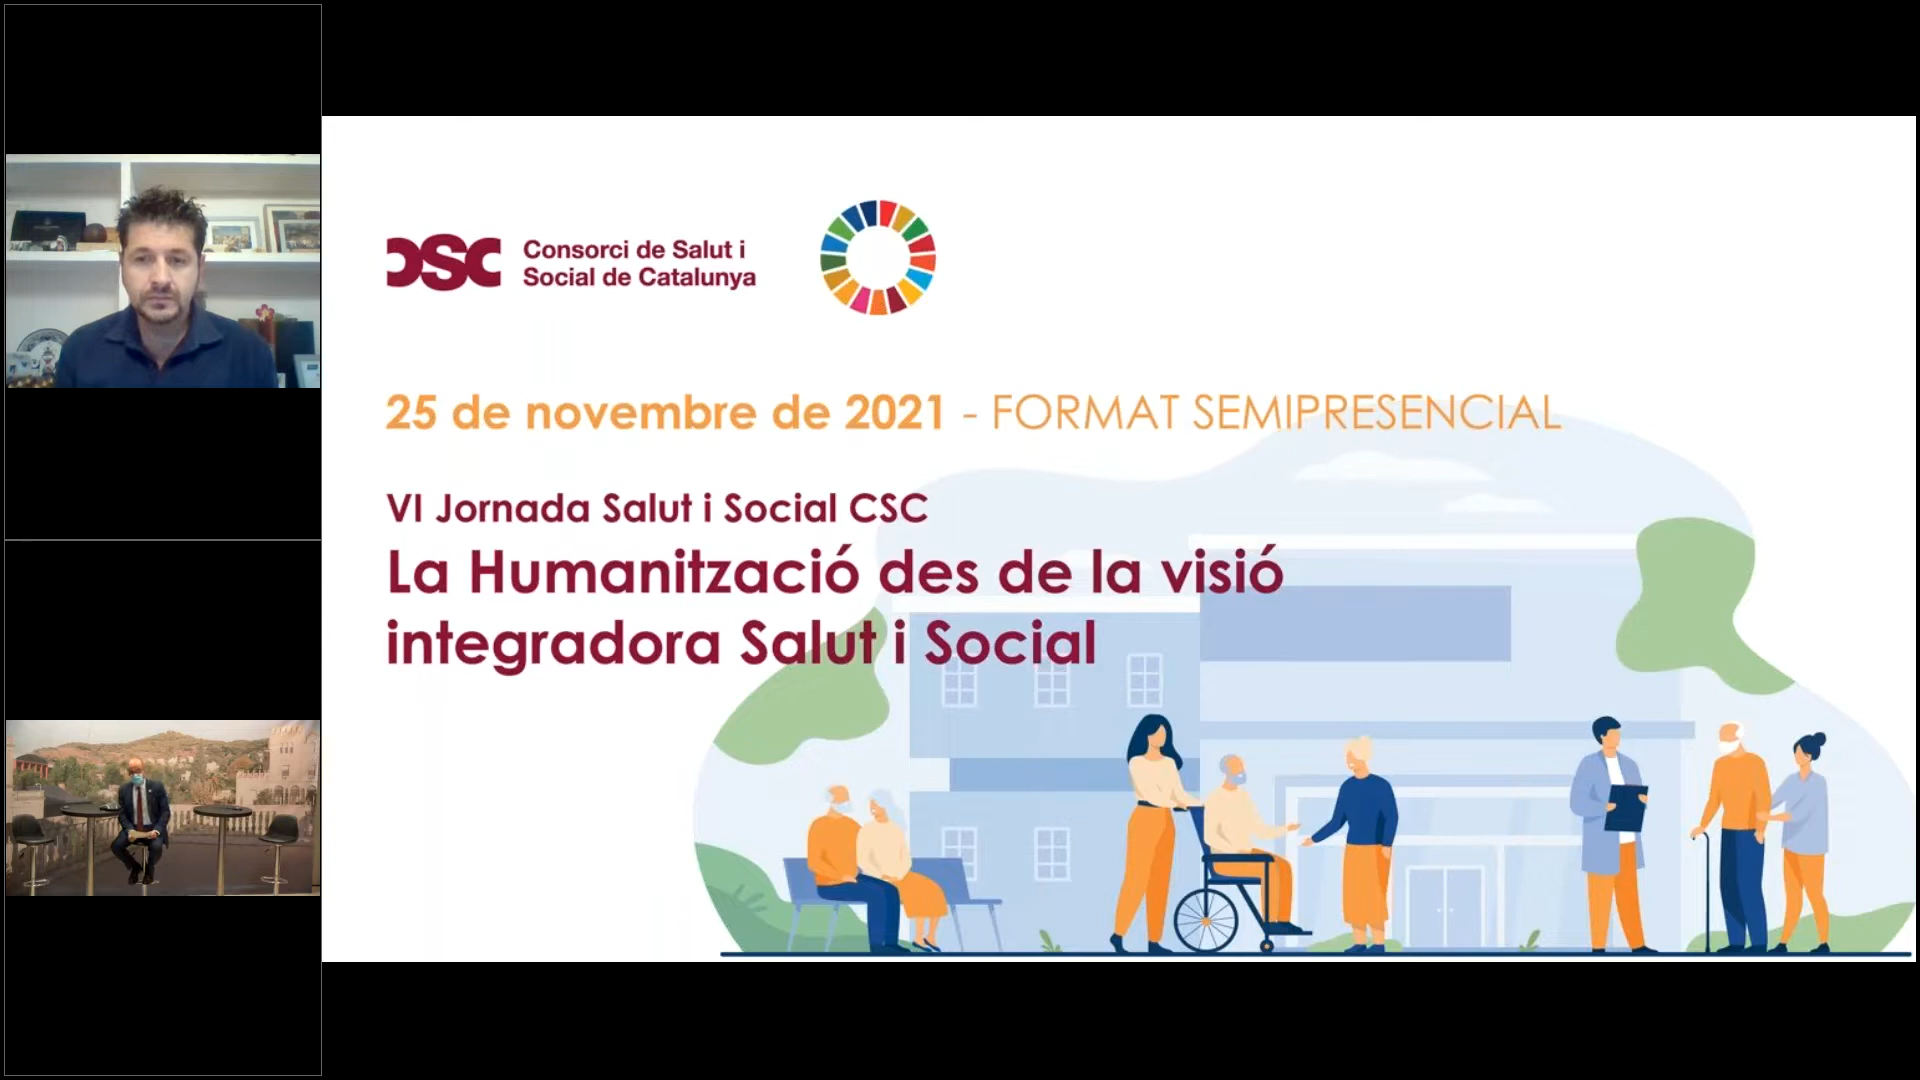 CSC
Consorci de Salut i
Social de Catalunya
25 de novembre de 2021 - FORMAT SEMIPRESENCIAL
VI Jornada Salut i Social CSC
La Humanització des de la visió
integradora Salut i Social